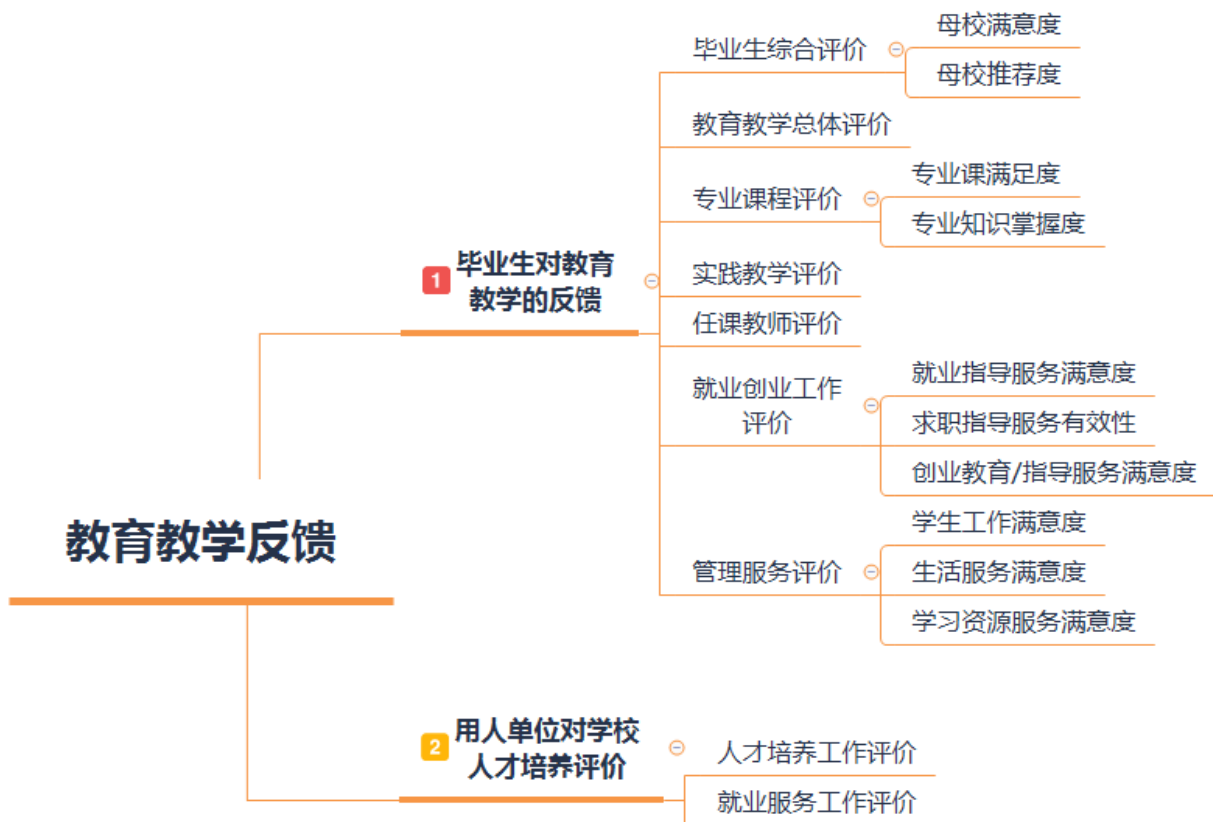 教育教学反馈
1
毕业生对教育
教学的反馈
毕业生综合评价
母校满意度
母校推荐度
教育教学总体评价
专业课程评价
专业课满足度
专业知识掌握度
实践教学评价
任课教师评价
就业创业工作
评价
就业指导服务满意度
求职指导服务有效性
创业教育/指导服务满意度
管理服务评价
学生工作满意度
生活服务满意度
学习资源服务满意度
2
用人单位对学校
人才培养评价
人才培养工作评价
就业服务工作评价